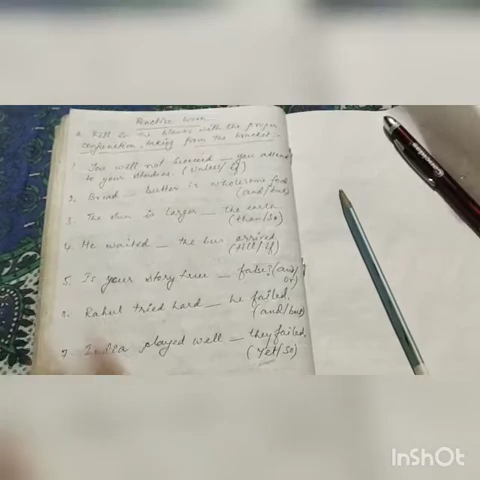 Practise Work
Q. Fill in the blanks with the proper
conjunction, taking from the bracket.
1. You will not succeed _ you attend
to your studies. (unless/If)
2. Bread _ butter is wholesome food
(and/but)
3. The Sun is larger _ the earth.
(than/So)
4. He waited _ the bus arrived
(till/if)
5. Is your story true _ false? (and/
or)
6. Rahul tried hard _ he failed.
(and/but)
7. India played well _ they failed.
(Yet/So)
InShOt